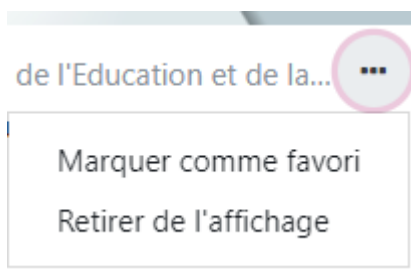 de l'Education et de la...
Marquer comme favori
Retirer de l'affichage